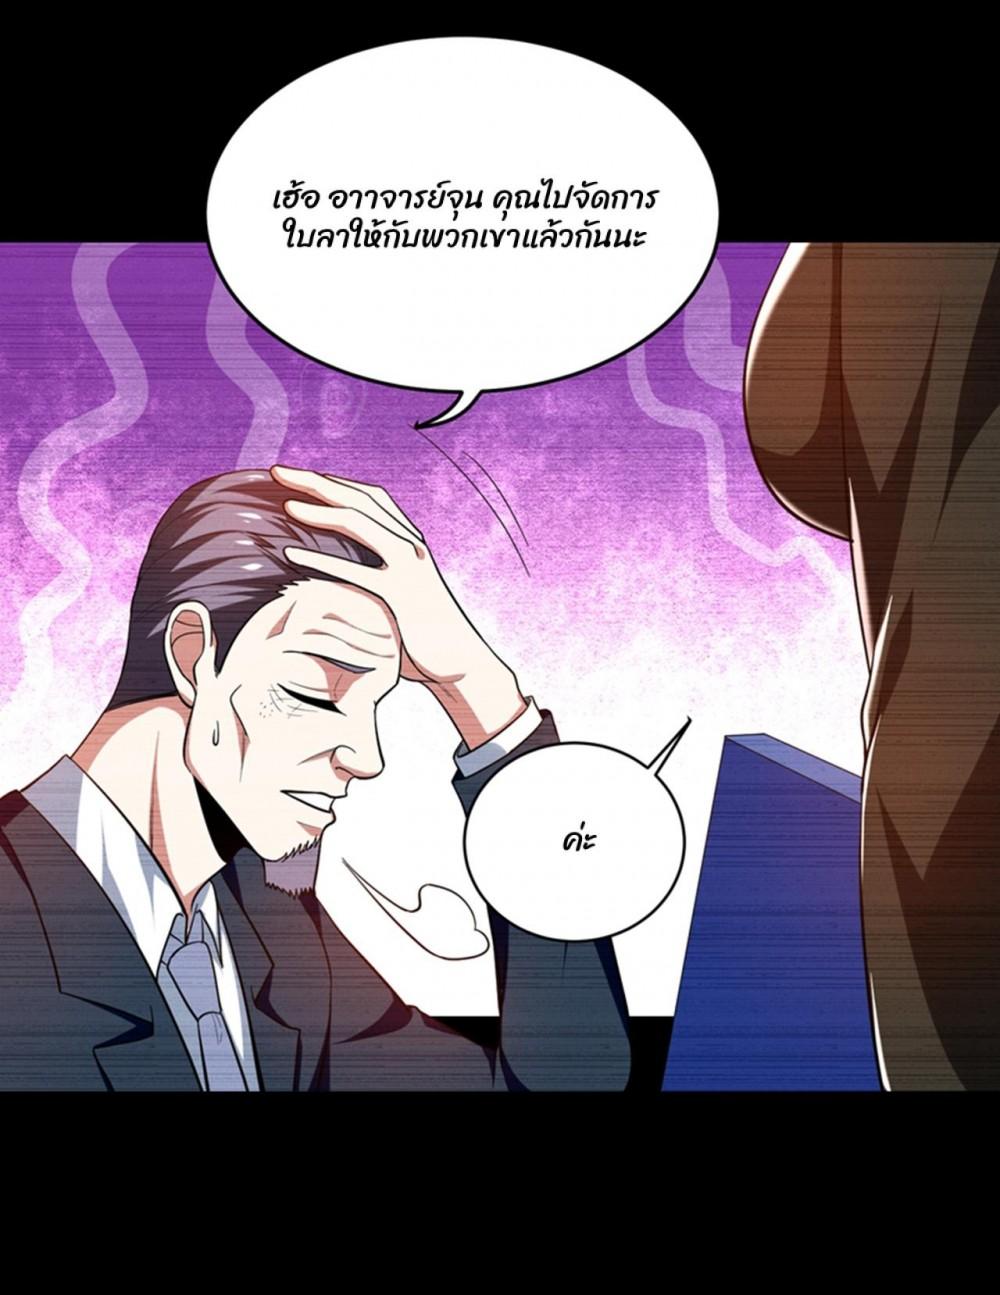 เฮ้อ อาาจารย์จุน คุณไปจัดการ
ใบลาให้กับพวกเขาแล้วกันนะ
ค่ะ